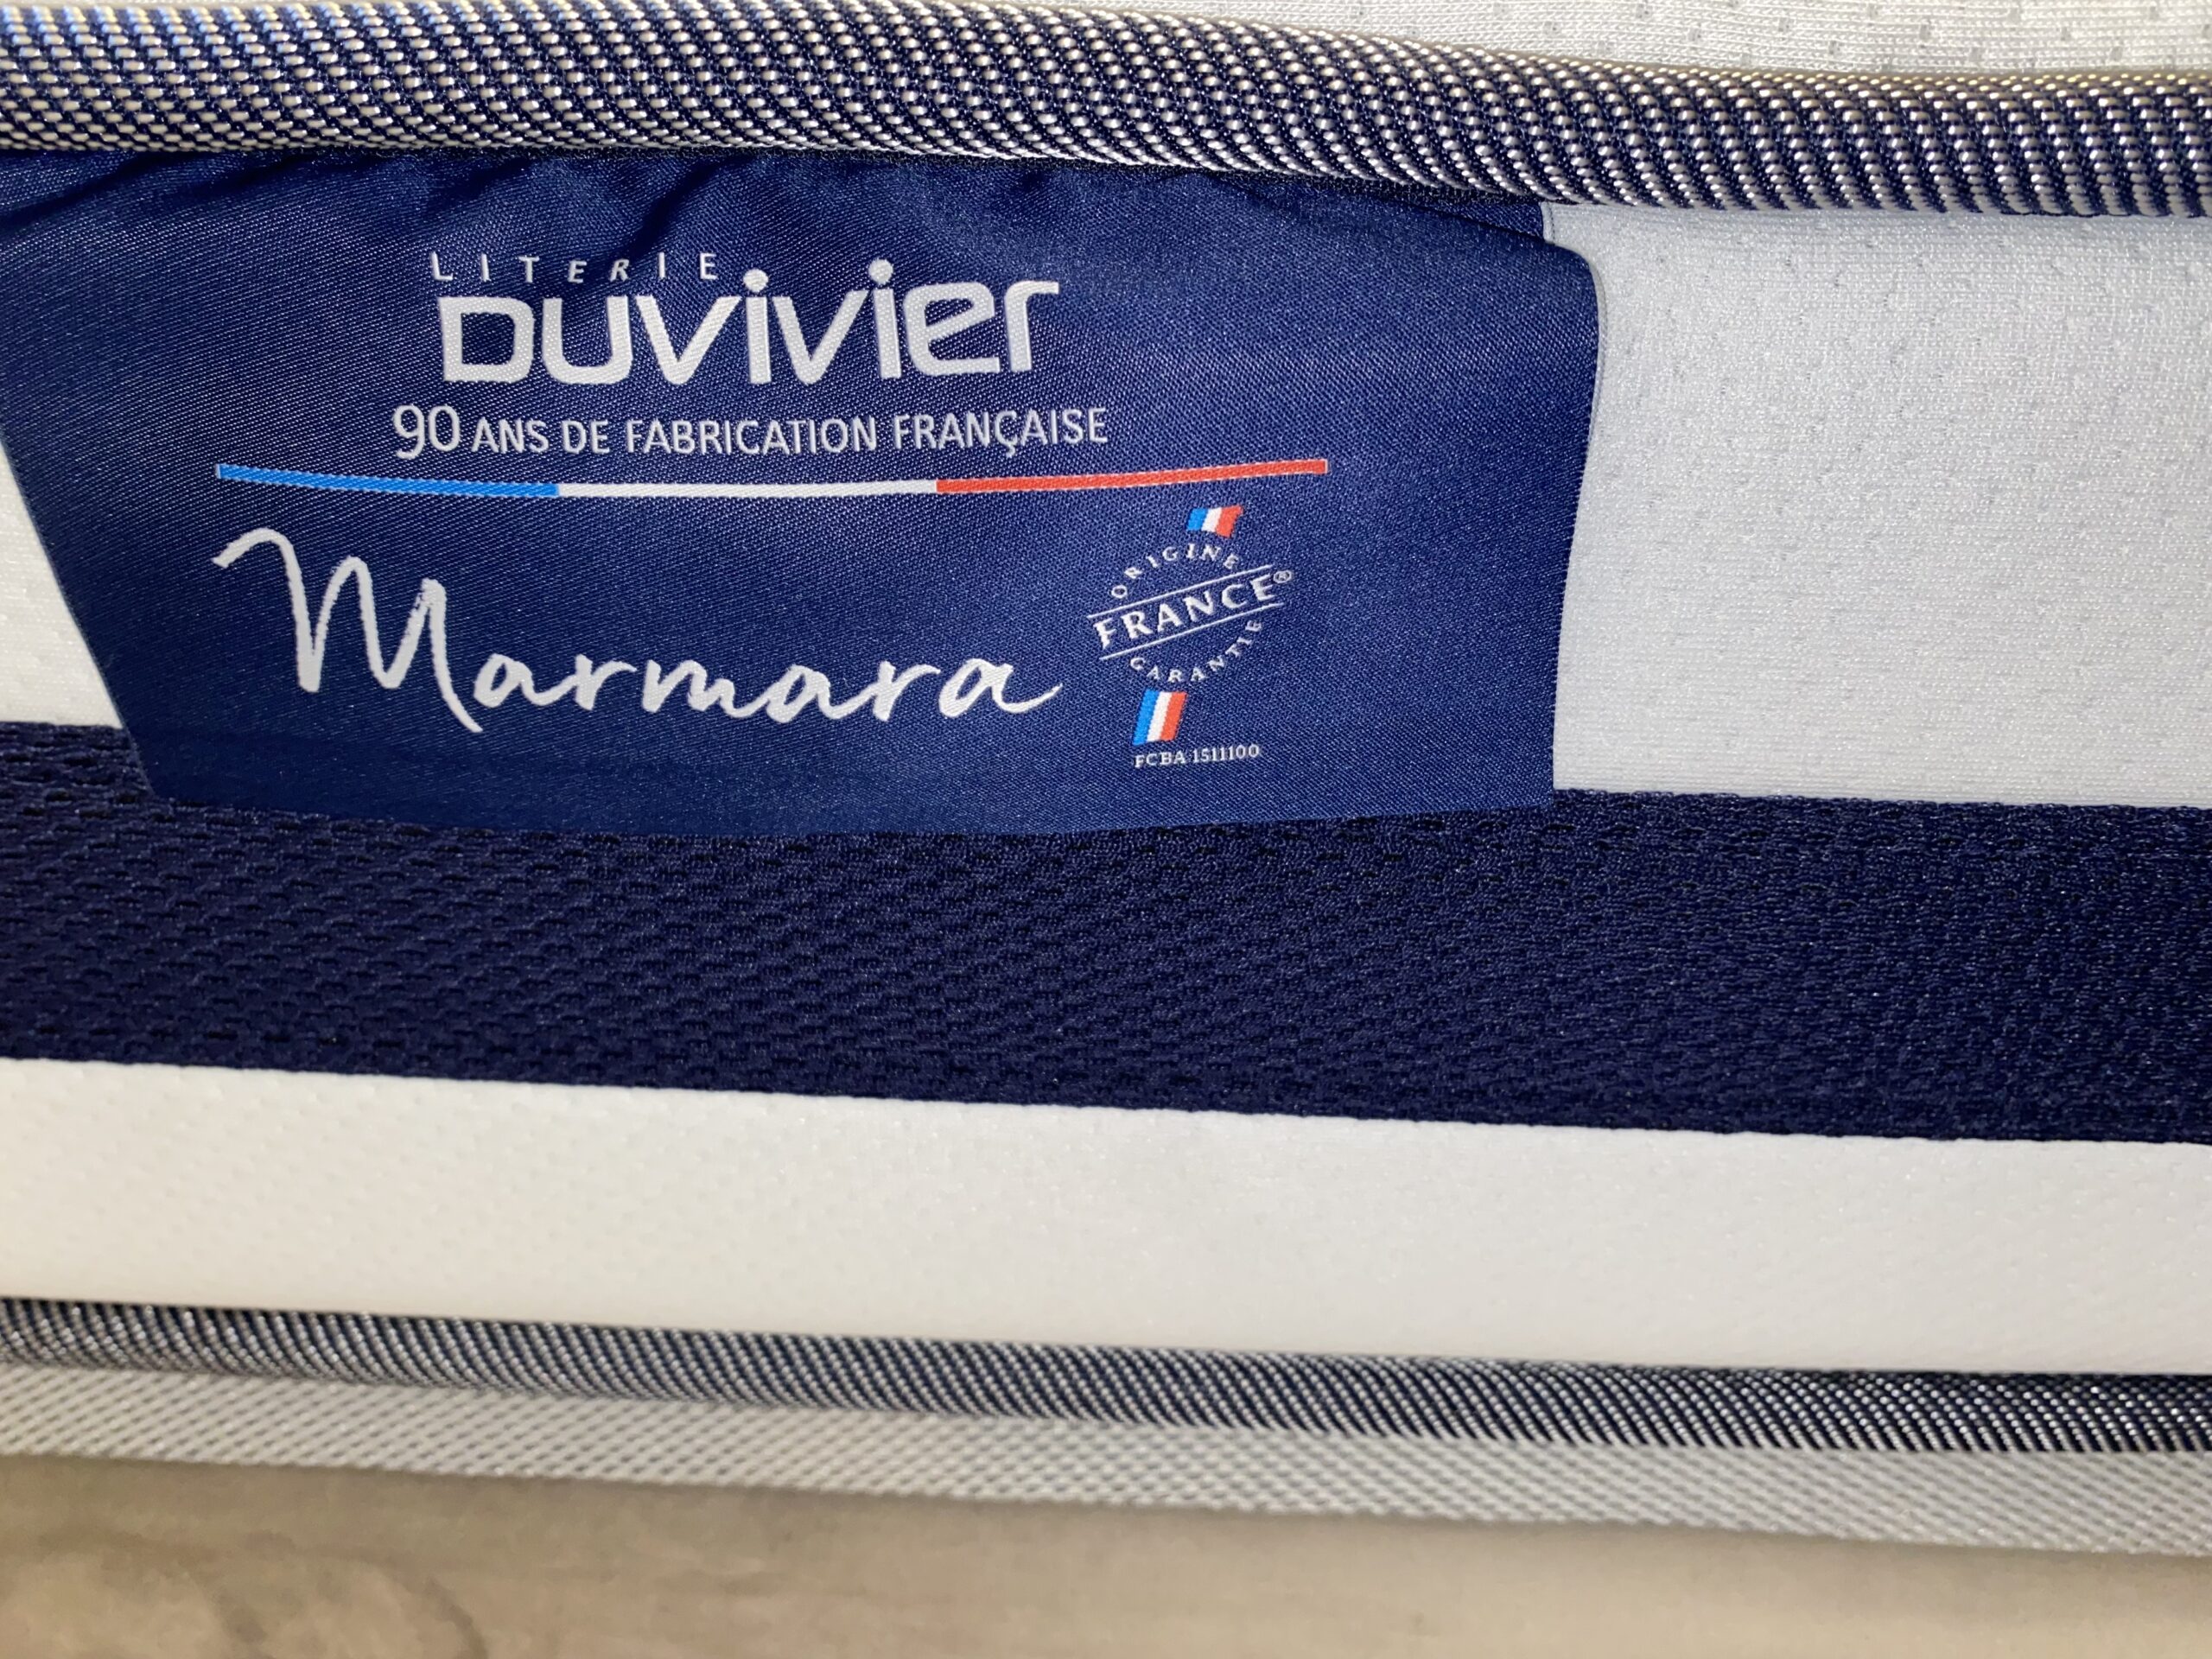 LITERIE
DUVIVIER
90 ANS DE FABRICATION FRANÇAISE
Marmara
ORIGINE
FRANCE®
GARANTIE
FCBA 1511100